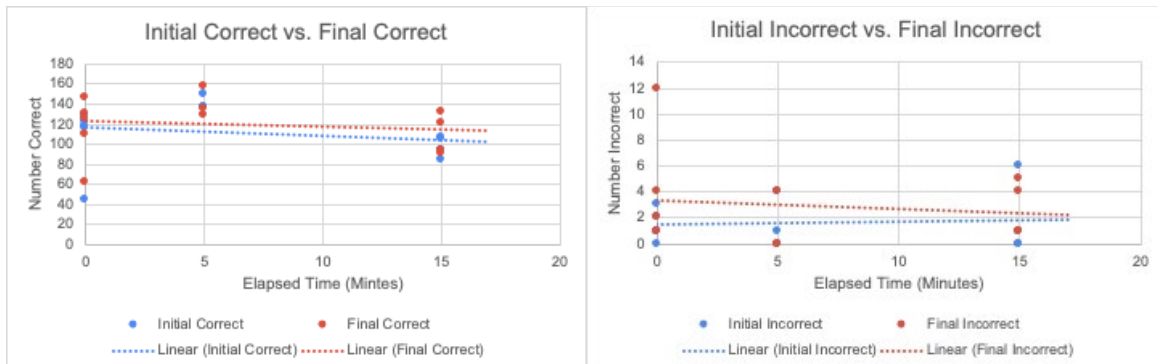 Initial Correct vs. Final Correct
180
160
140
120
100
80
60
40
20
0
Number Correct
0 5 10 15 20
Elapsed Time (Mintes)
Initial Correct Final Correct
Linear (Initial Correct) Linear (Final Correct)
Initial Incorrect vs. Final Incorrect
14
12
10
8
6
4
2
0
Number Incorrect
0 5 10 15 20
Elapsed Time (Minutes)
Initial Incorrect Final Incorrect
Linear (Initial Incorrect) Linear (Final Incorrect)